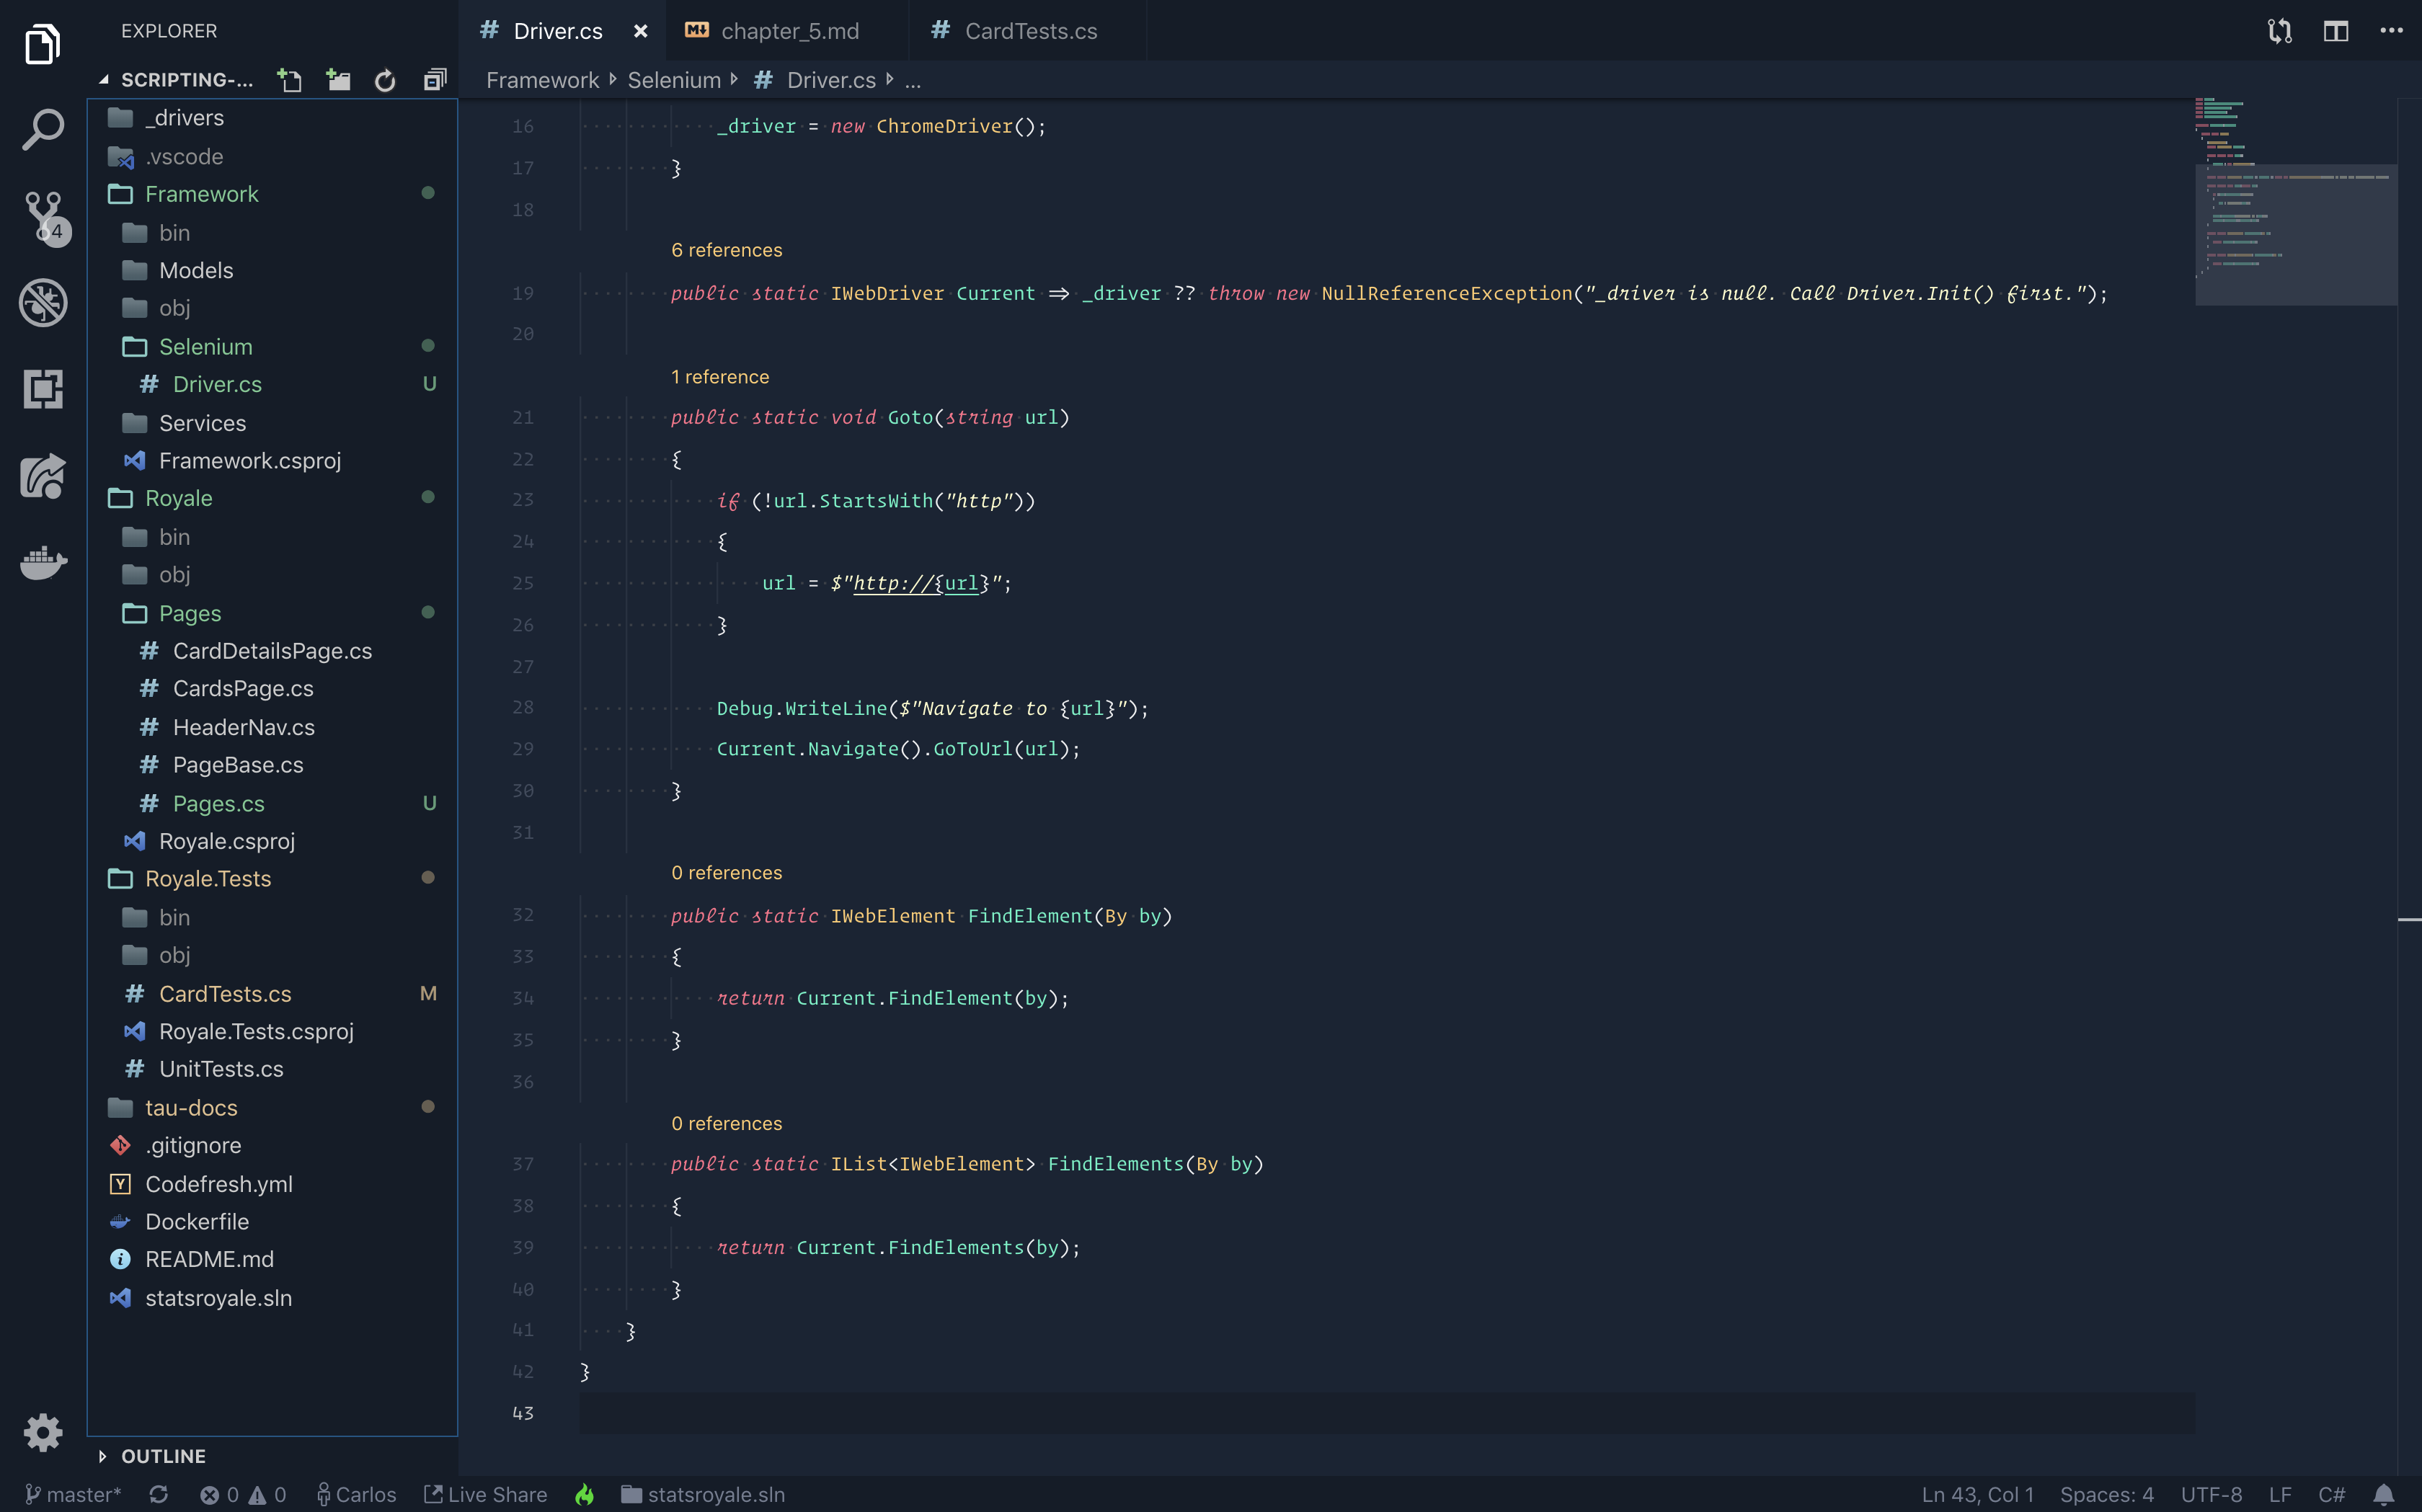 EXPLORER
SCRIPTING-...
_drivers
.vscode
Framework
bin
Models
obj
Selenium
Driver.cs U
Services
Framework.csproj
Royale
bin
obj
Pages
CardDetailsPage.cs
CardsPage.cs
HeaderNav.cs
PageBase.cs
Pages.cs U
Royale.csproj
Royale.Tests
bin
obj
CardTests.cs M
Royale.Tests.csproj
UnitTests.cs
tau-docs
.gitignore
Codefresh.yml
Dockerfile
README.md
statsroyale.sln
OUTLINE
4
Driver.cs chapter_5.md CardTests.cs
Framework Selenium Driver.cs ...
16 _driver = new ChromeDriver();
17 }
18
6 references
19 public static IWebDriver Current => _driver ?? throw new NullReferenceException("_driver is null. Call Driver.Init() first.");
20
1 reference
21 public static void Goto(string url)
22 {
23 if (!url.StartsWith("http"))
24 {
25 url = $"http://{url}";
26 }
27
28 Debug.WriteLine($"Navigate to {url}");
29 Current.Navigate().GoToUrl(url);
30 }
31
0 references
32 public static IWebElement FindElement(By by)
33 {
34 return Current.FindElement(by);
35 }
36
0 references
37 public static IList<IWebElement> FindElements(By by)
38 {
39 return Current.FindElements(by);
40 }
41 }
42 }
43
master* 0 0 Carlos Live Share statsroyale.sln Ln 43, Col 1 Spaces: 4 UTF-8 LF C#